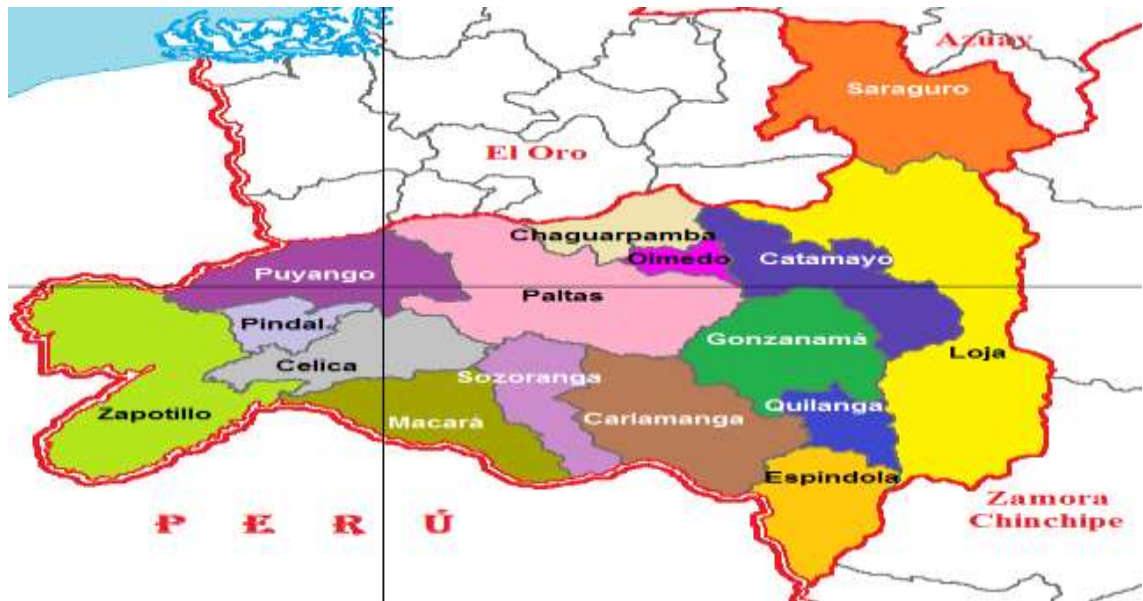 Azuay
Saraguro
El Oro
Chaguarpamba
Olmedo
Catamayo
Puyango
Paltas
Pindal
Gonzanamá
Celica
Loja
Sozoranga
Zapotillo
Macará
Carlamanga
Quilanga
Espindola
Zamora
Chinchipe
P E R Ú